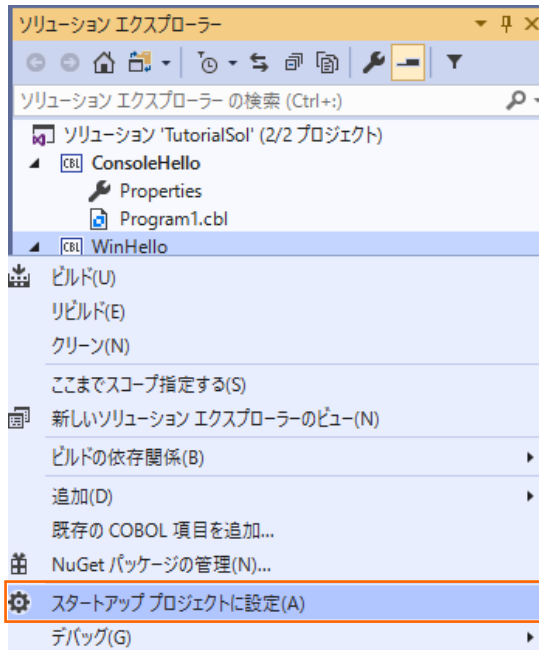 ソリューション エクスプローラー
ソリューション エクスプローラー の検索 (Ctrl+:)
ソリューション 'TutorialSol' (2/2 プロジェクト)
CBL ConsoleHello
Properties
Program1.cbl
CBL WinHello
ビルド(U)
リビルド(E)
クリーン(N)
ここまでスコープ指定する(S)
新しいソリューション エクスプローラーのビュー(N)
ビルドの依存関係(B)
追加(D)
既存の COBOL 項目を追加...
NuGet パッケージの管理(N)...
スタートアップ プロジェクトに設定(A)
デバッグ(G)